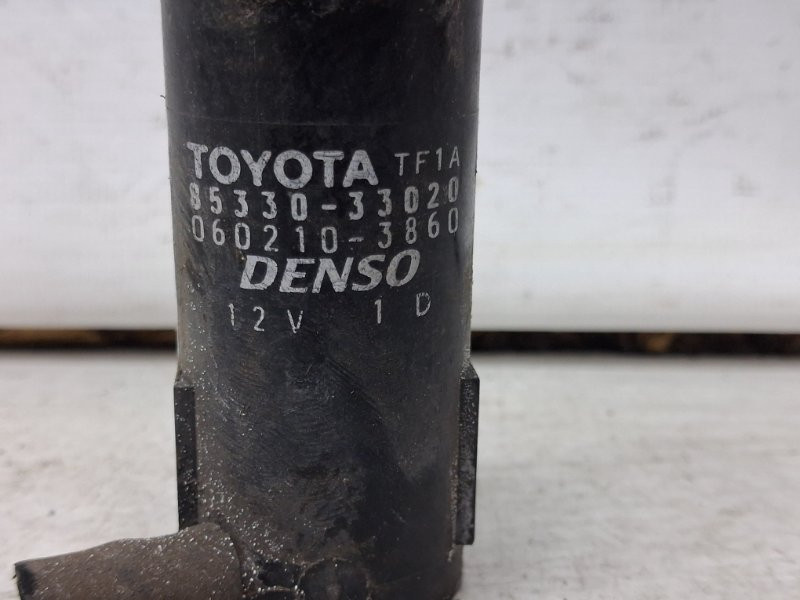 TOYOTA TF1A
85330-33020
060210-3860
DENSO
12V 1D